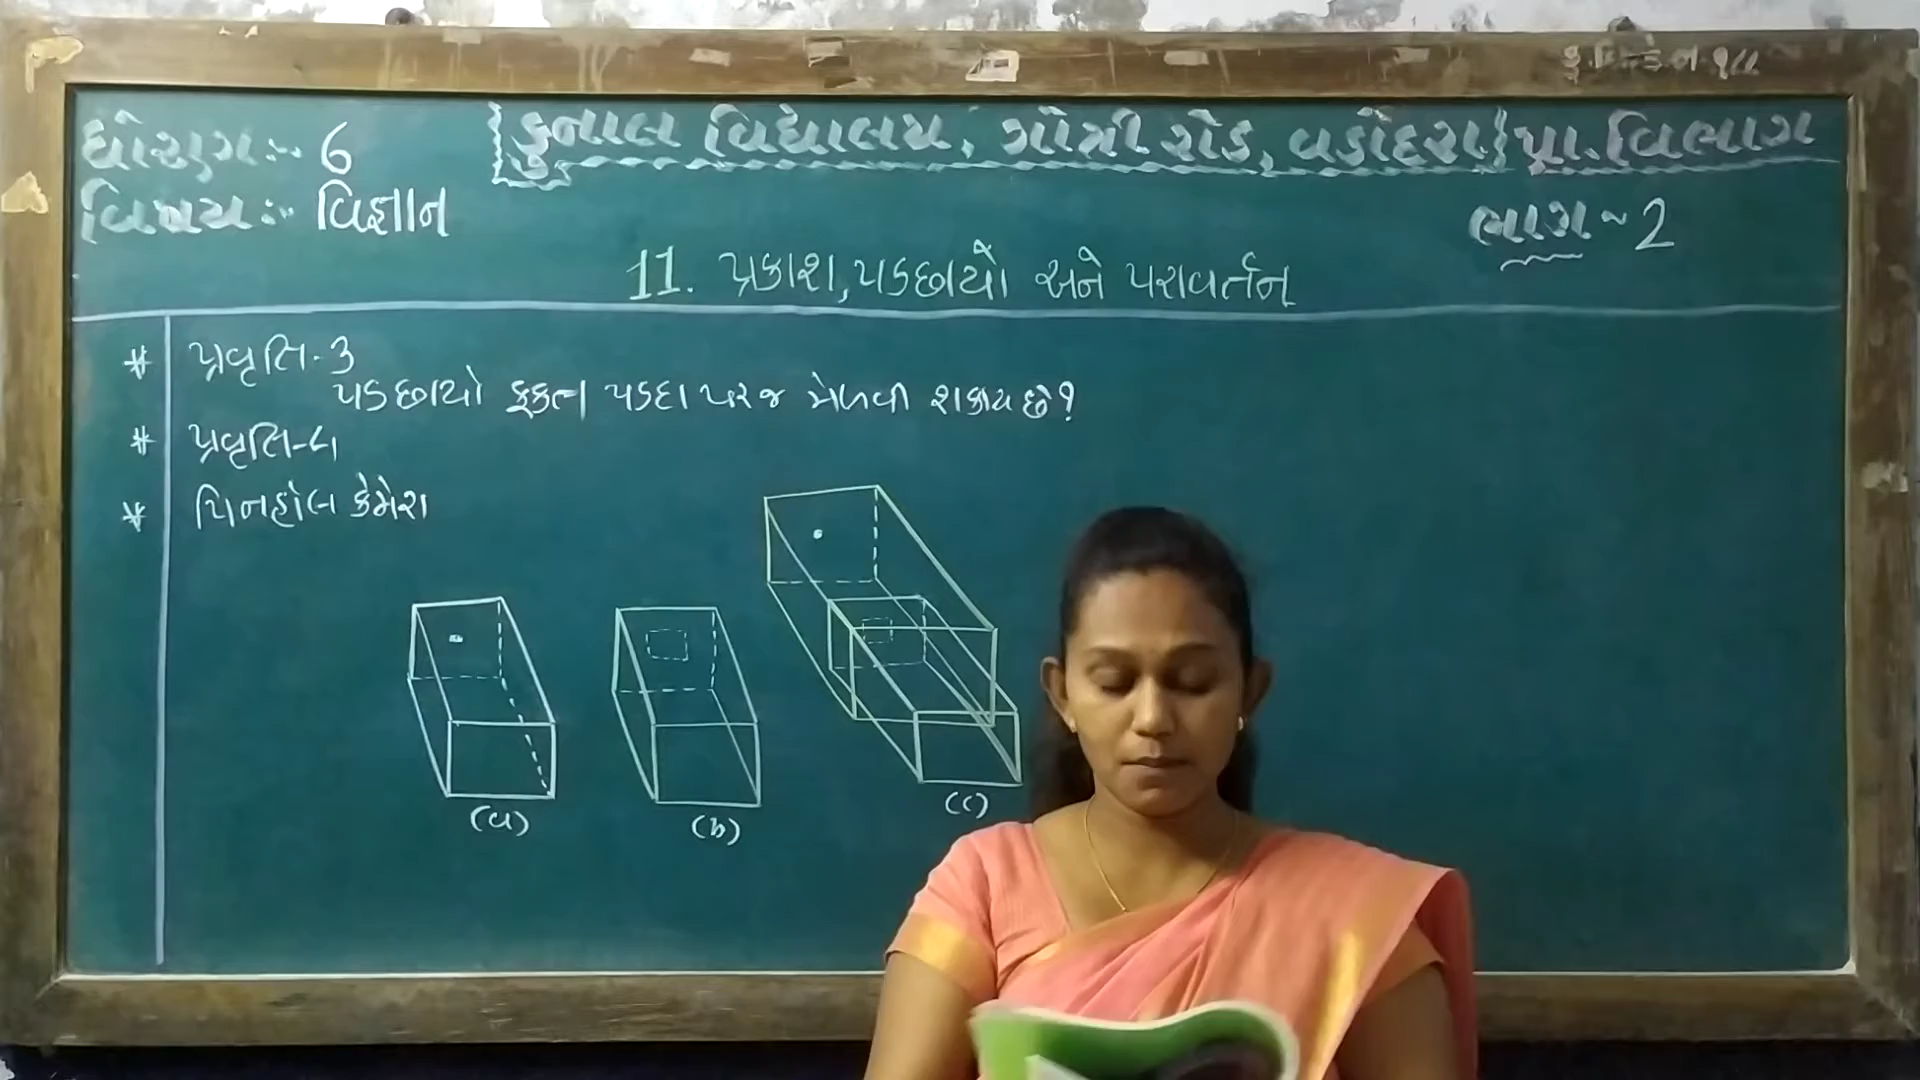 ધોરણ:- 6
કુનાલ વિદ્યાલય, ગોત્રી રોડ, વડોદરા પ્રા. વિભાગ
વિષય:- વિજ્ઞાન
ભાગ ~ 2
11. પ્રકાશ, પડછાયો અને પરાવર્તન
* પ્રવૃતિ-3
પડછાયો ફક્ત પડદા પર જ મેળવી શકાય છે?
* પ્રવૃતિ-૮
* પિનહોલ કેમેરા
(a)
(b)
(c)